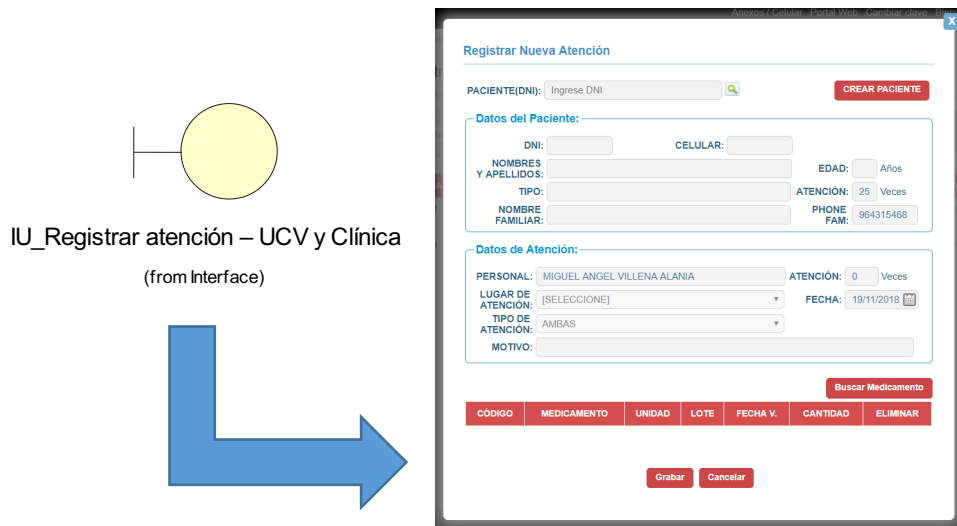 Anexos / Celular Portal Web Cambiar clave
X
Registrar Nueva Atención
PACIENTE(DNI): Ingrese DNI CREAR PACIENTE
Datos del Paciente:
DNI: CELULAR:
NOMBRES
Y APELLIDOS: EDAD: Años
TIPO: ATENCIÓN: 25 Veces
NOMBRE
FAMILIAR: PHONE
FAM: 964315468
IU_Registrar atención – UCV y Clínica
(from Interface)
Datos de Atención:
PERSONAL: MIGUEL ANGEL VILLENA ALANIA ATENCIÓN: 0 Veces
LUGAR DE
ATENCIÓN: [SELECCIONE] FECHA: 19/11/2018
TIPO DE
ATENCIÓN: AMBAS
MOTIVO:
Buscar Medicamento
CÓDIGO MEDICAMENTO UNIDAD LOTE FECHA V. CANTIDAD ELIMINAR
Grabar Cancelar